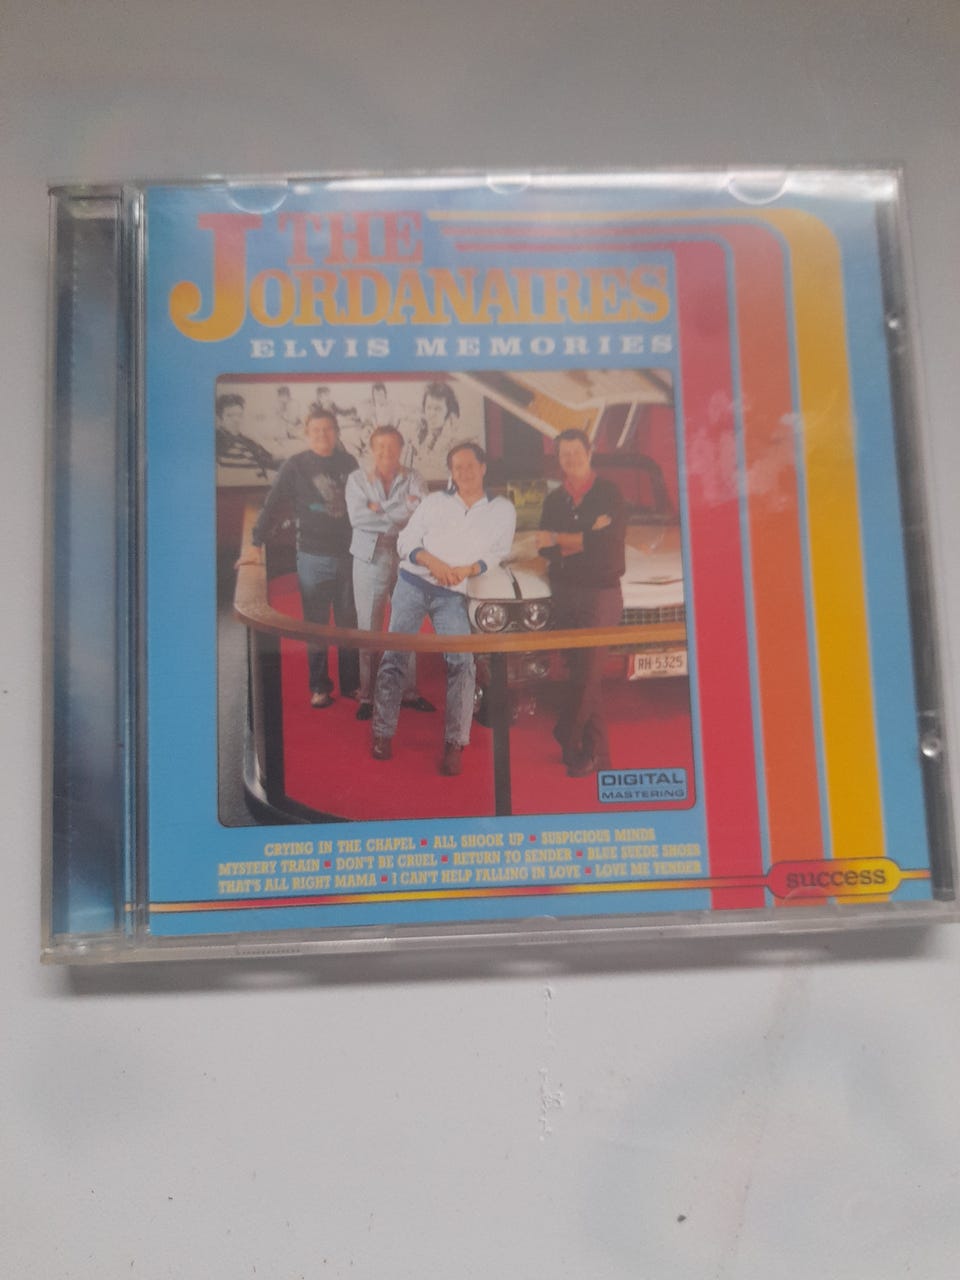 THE
JORDANAIRES
ELVIS MEMORIES
RH·5325
DIGITAL
MASTERING
CRYING IN THE CHAPEL ▪ ALL SHOOK UP ▪ SUSPICIOUS MINDS
MYSTERY TRAIN ▪ DON'T BE CRUEL ▪ RETURN TO SENDER ▪ BLUE SUEDE SHOES
THAT'S ALL RIGHT MAMA ▪ I CAN'T HELP FALLING IN LOVE ▪ LOVE ME TENDER
success